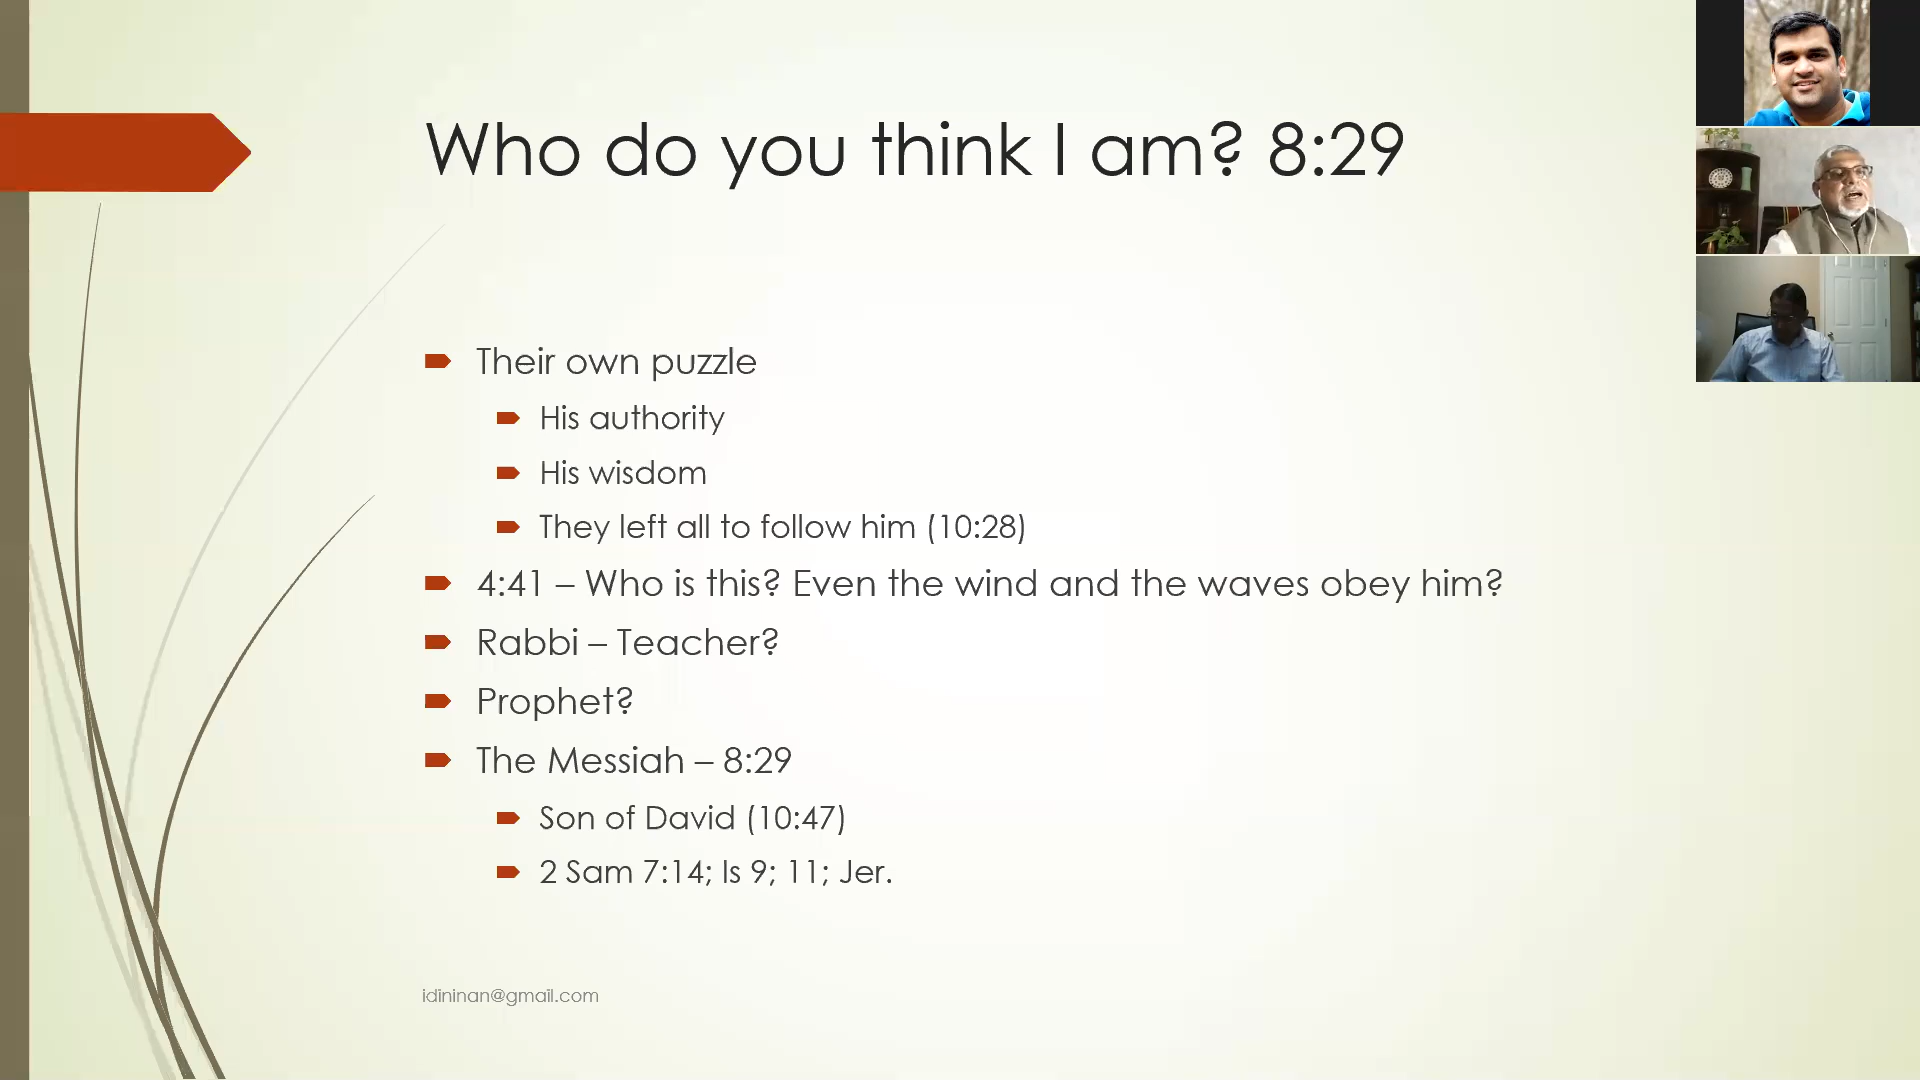 Who do you think I am? 8:29
Their own puzzle
His authority
His wisdom
They left all to follow him (10:28)
4:41 – Who is this? Even the wind and the waves obey him?
Rabbi – Teacher?
Prophet?
The Messiah – 8:29
Son of David (10:47)
2 Sam 7:14; Is 9; 11; Jer.
idininan@gmail.com